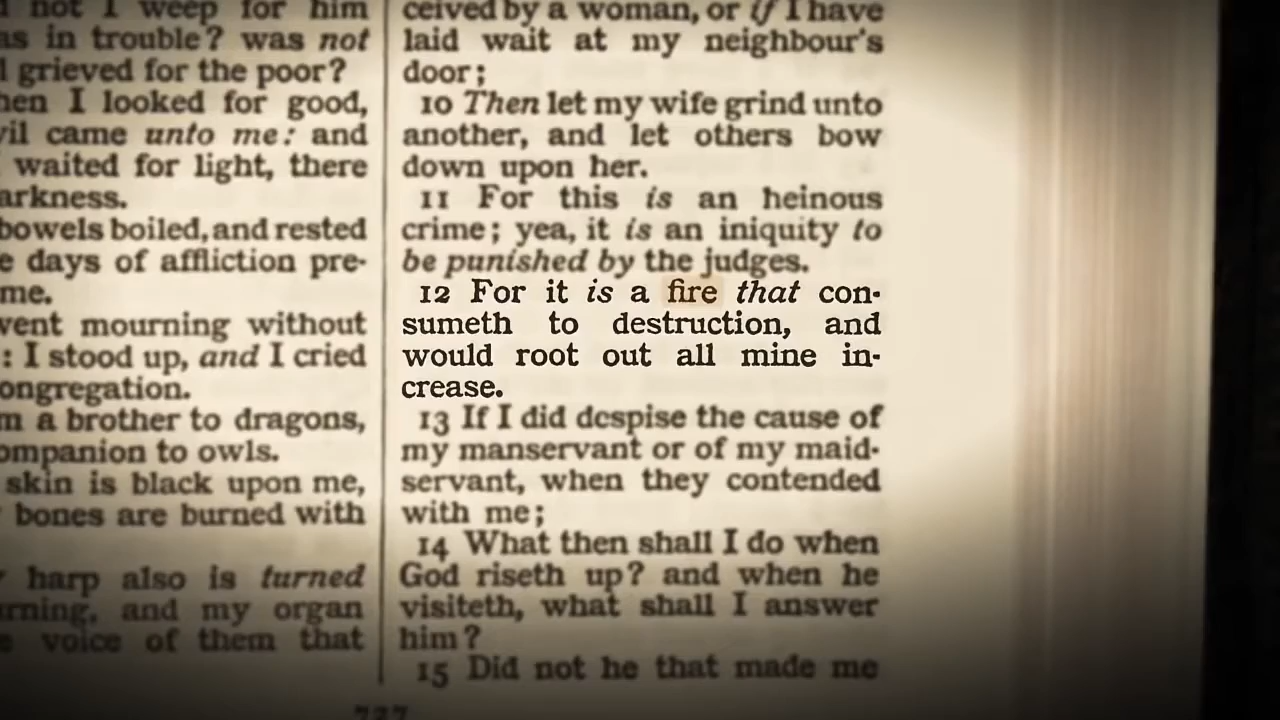 not I weep for him
as in trouble? was not
grieved for the poor?
I looked for good,
came unto me: and
waited for light, there
bowels boiled, and rested
days of affliction pre-
me.
mourning without
: I stood up, and I cried
a brother to dragons,
to owls.
skin is black upon me,
bones are burned with
harp also is turned
and my organ
voice of them that
ceived by a woman, or if I have
laid wait at my neighbour's
door;
10 Then let my wife grind unto
another, and let others bow
down upon her.
11 For this is an heinous
crime; yea, it is an iniquity to
be punished by the judges.
12 For it is a fire that con-
sumeth to destruction, and
would root out all mine in-
crease.
13 If I did despise the cause of
my manservant or of my maid-
servant, when they contended
with me;
14 What then shall I do when
God riseth up? and when he
visiteth, what shall I answer
him?
15 Did not he that made me
727